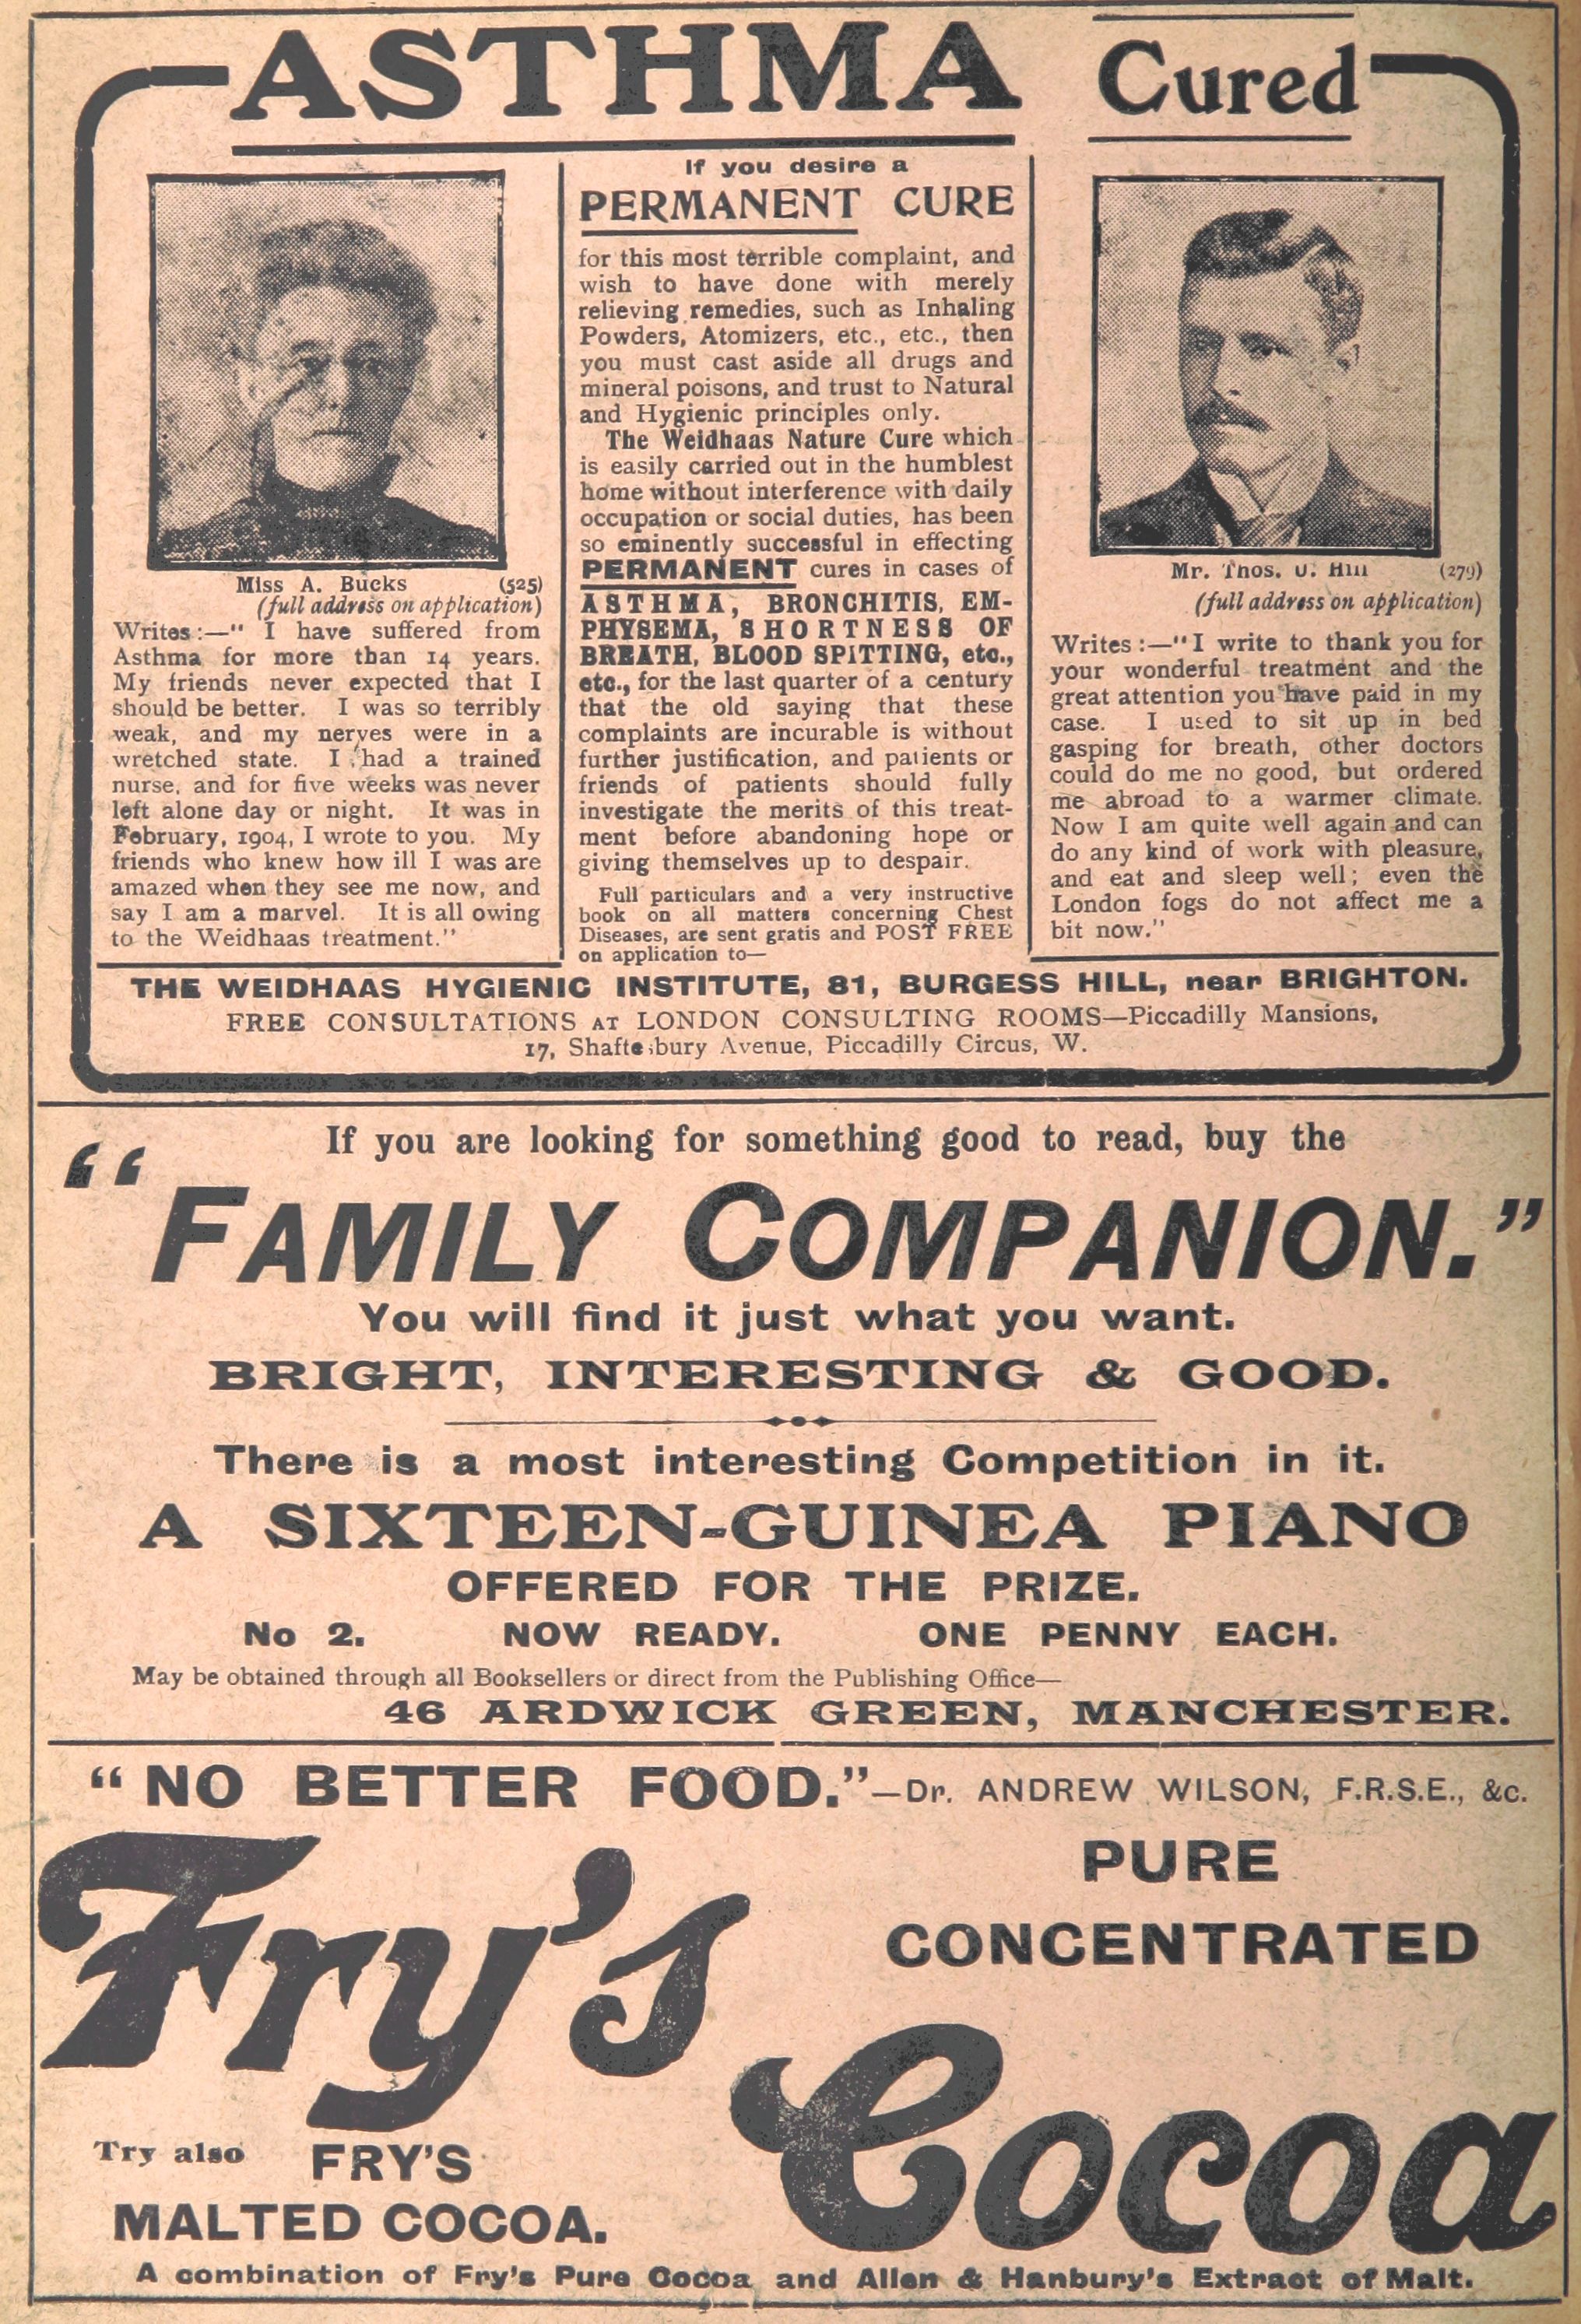 ASTHMA Cured
Miss A. Bucks (525)
(full address on application)
Writes:—" I have suffered from
Asthma for more than 14 years.
My friends never expected that I
should be better. I was so terribly
weak, and my nerves were in a
wretched state. I had a trained
nurse, and for five weeks was never
left alone day or night. It was in
February, 1904, I wrote to you. My
friends who knew how ill I was are
amazed when they see me now, and
say I am a marvel. It is all owing
to the Weidhaas treatment."
If you desire a
PERMANENT CURE
for this most terrible complaint, and
wish to have done with merely
relieving remedies, such as Inhaling
Powders, Atomizers, etc., etc., then
you must cast aside all drugs and
mineral poisons, and trust to Natural
and Hygienic principles only.
The Weidhaas Nature Cure which
is easily carried out in the humblest
home without interference with daily
occupation or social duties, has been
so eminently successful in effecting
PERMANENT cures in cases of
ASTHMA, BRONCHITIS, EM-
PHYSEMA, SHORTNESS OF
BREATH, BLOOD SPITTING, etc.,
etc., for the last quarter of a century
that the old saying that these
complaints are incurable is without
further justification, and patients or
friends of patients should fully
investigate the merits of this treat-
ment before abandoning hope or
giving themselves up to despair.
Full particulars and a very instructive
book on all matters concerning Chest
Diseases, are sent gratis and POST FREE
on application to—
Mr. Thos. J. Hill (279)
(full address on application)
Writes:—"I write to thank you for
your wonderful treatment and the
great attention you have paid in my
case. I used to sit up in bed
gasping for breath, other doctors
could do me no good, but ordered
me abroad to a warmer climate.
Now I am quite well again and can
do any kind of work with pleasure,
and eat and sleep well; even the
London fogs do not affect me a
bit now."
THE WEIDHAAS HYGIENIC INSTITUTE, 81, BURGESS HILL, near BRIGHTON.
FREE CONSULTATIONS AT LONDON CONSULTING ROOMS—Piccadilly Mansions,
17, Shaftesbury Avenue, Piccadilly Circus, W.
If you are looking for something good to read, buy the
"FAMILY COMPANION."
You will find it just what you want.
BRIGHT, INTERESTING & GOOD.
There is a most interesting Competition in it.
A SIXTEEN-GUINEA PIANO
OFFERED FOR THE PRIZE.
No 2. NOW READY. ONE PENNY EACH.
May be obtained through all Booksellers or direct from the Publishing Office—
46 ARDWICK GREEN, MANCHESTER.
"NO BETTER FOOD."—Dr. ANDREW WILSON, F.R.S.E., &c.
Fry's
PURE
CONCENTRATED
Cocoa
Try also FRY'S
MALTED COCOA.
A combination of Fry's Pure Cocoa and Allen & Hanbury's Extract of Malt.